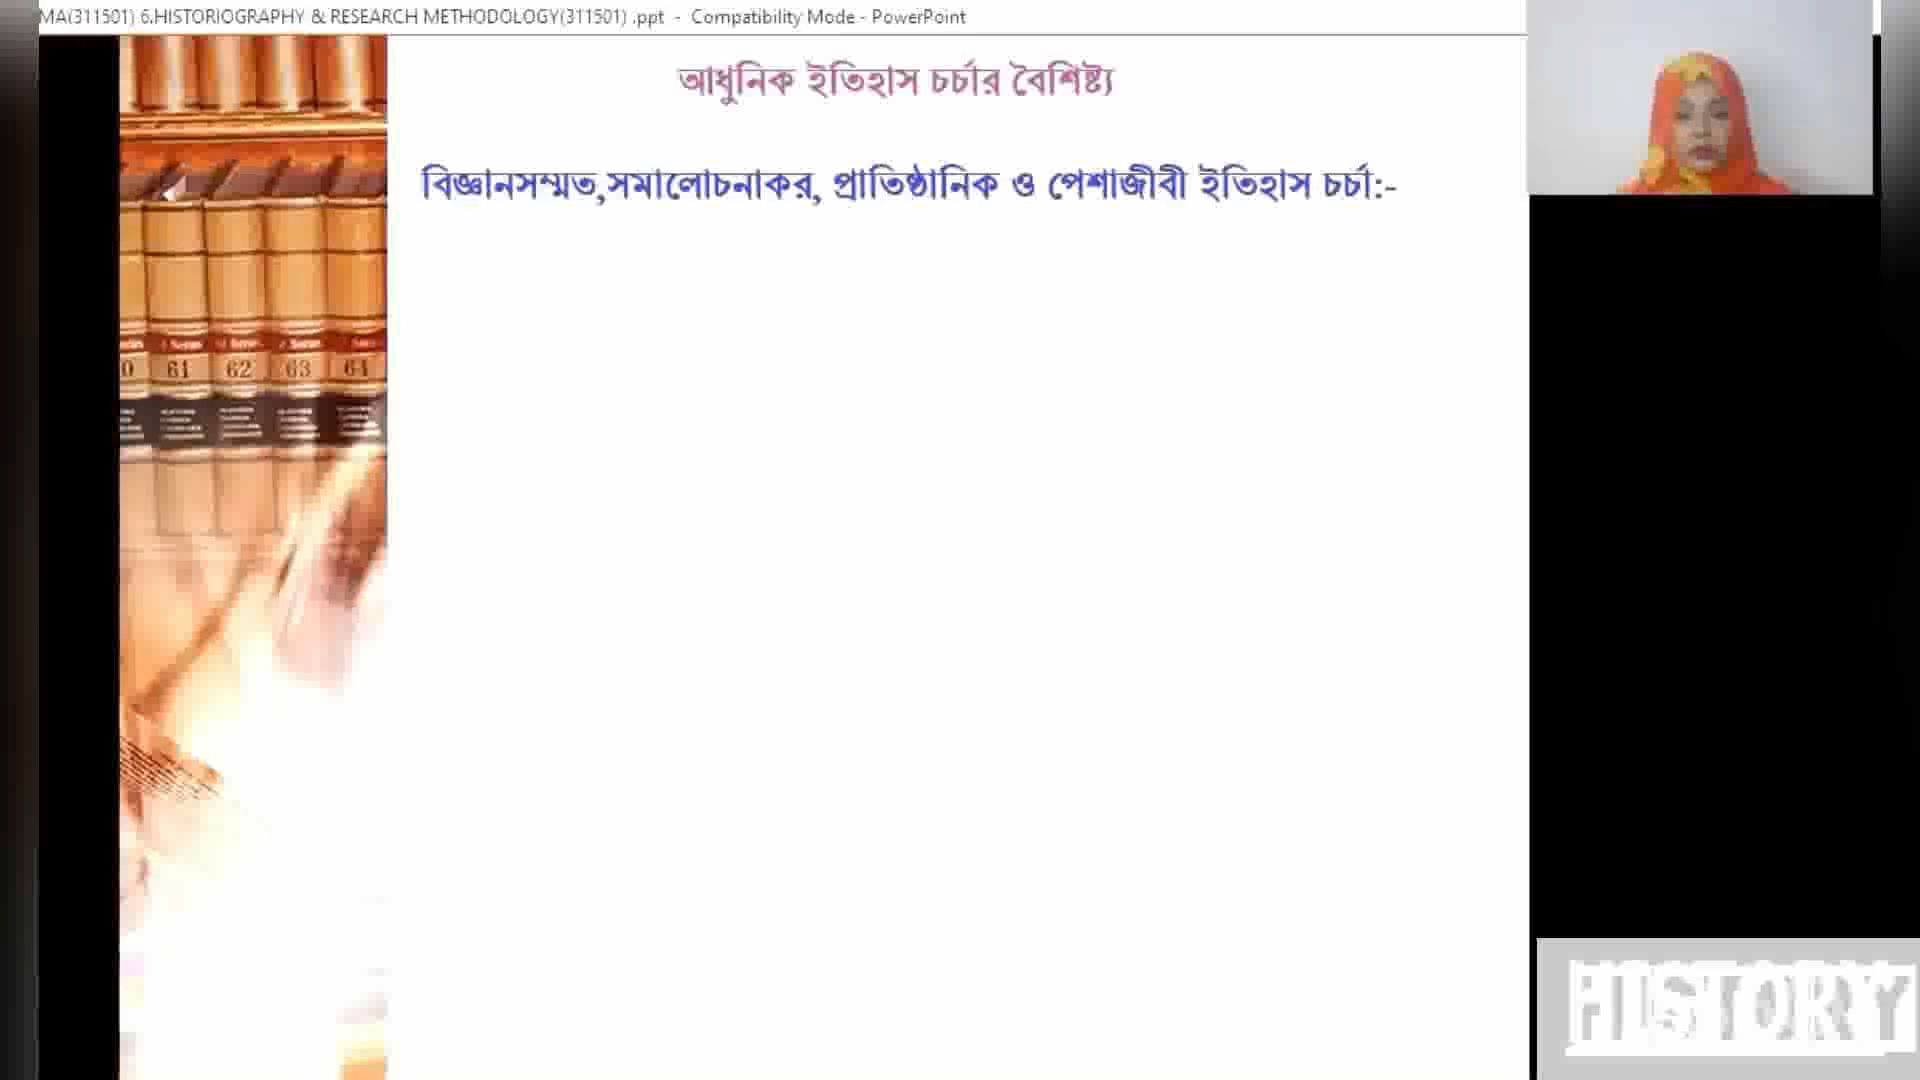 MA(311501) 6.HISTORIOGRAPHY & RESEARCH METHODOLOGY(311501) .ppt - Compatibility Mode - PowerPoint
আধুনিক ইতিহাস চর্চার বৈশিষ্ট্য
বিজ্ঞানসম্মত,সমালোচনাকর, প্রাতিষ্ঠানিক ও পেশাজীবী ইতিহাস চর্চা:-
61 62 63 64
HISTORY